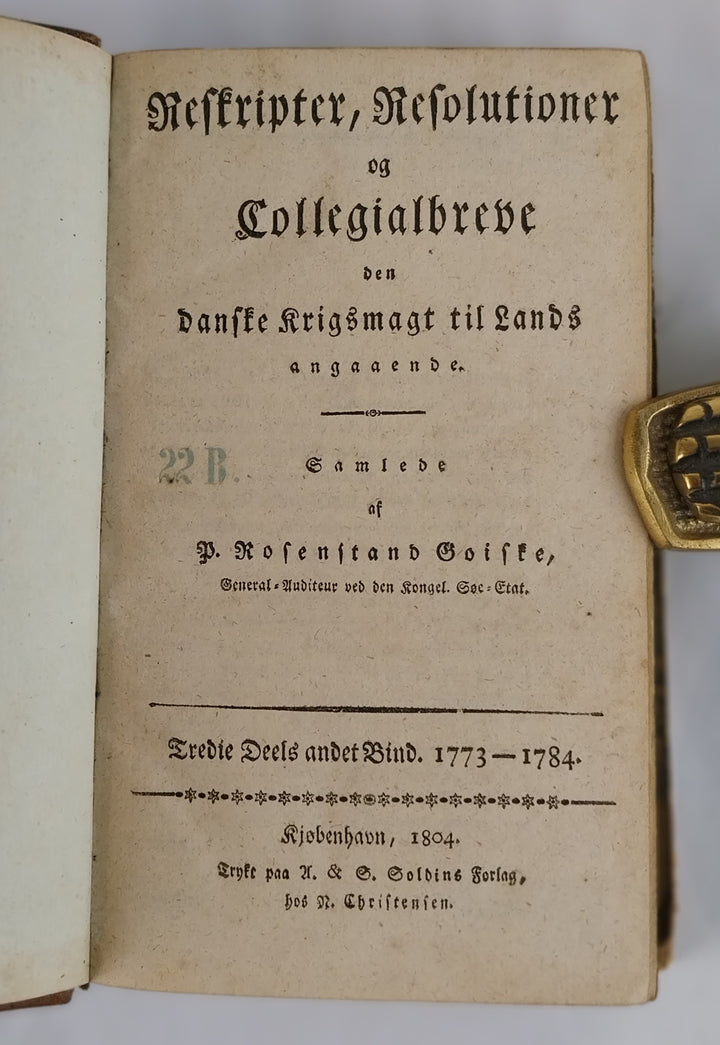 Reskripter, Resolutioner
og
Collegialbreve
den
danske Krigsmagt til Lands
angaaende.
Samlede
22 B.
af
P. Rosenstand Goiske,
General-Auditeur ved den Kongel. Søe-Etat.
Tredie Deels andet Bind. 1773—1784.
Kjøbenhavn, 1804.
Trykt paa A. & S. Soldins Forlag,
hos N. Christensen.